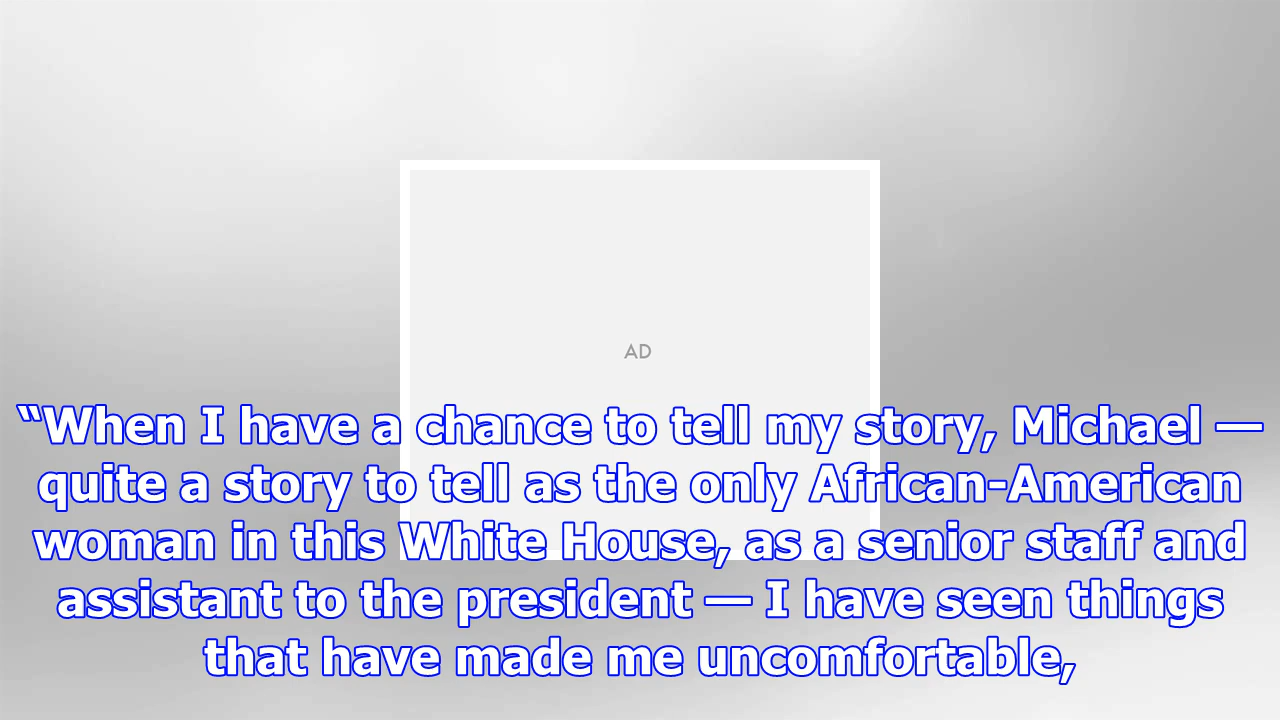 AD
“When I have a chance to tell my story, Michael —
quite a story to tell as the only African-American
woman in this White House, as a senior staff and
assistant to the president — I have seen things
that have made me uncomfortable,